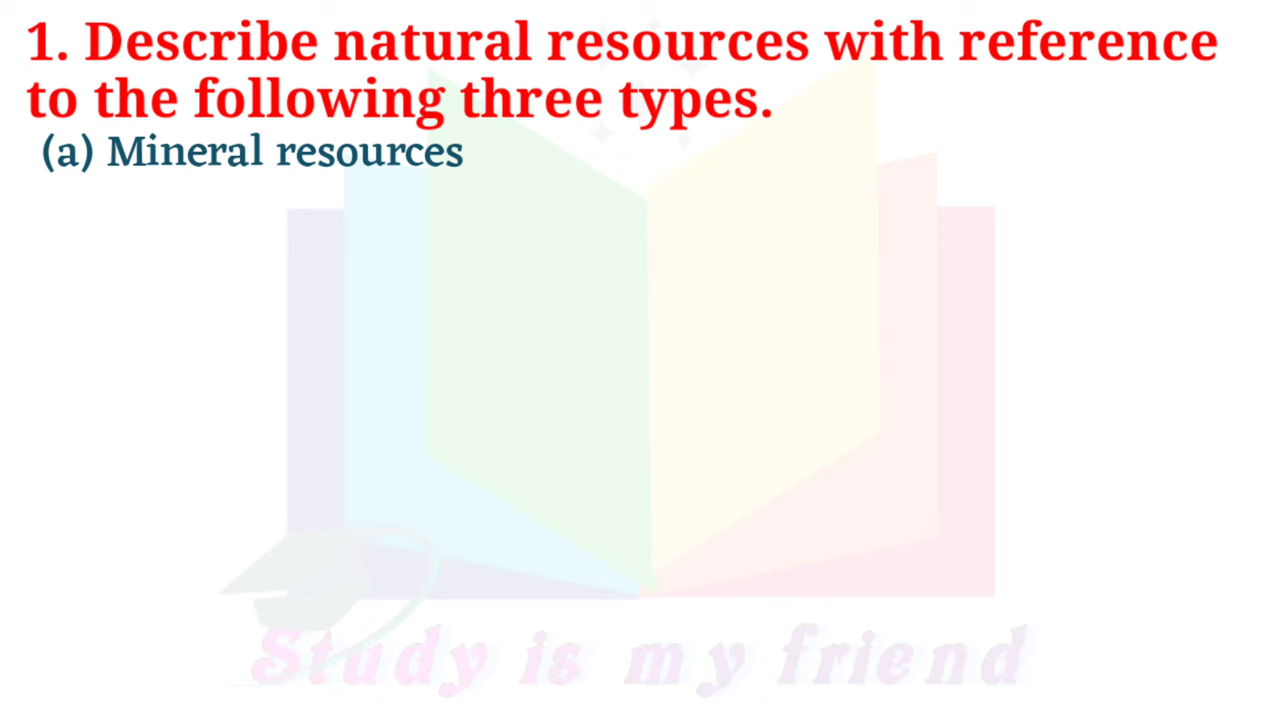 1. Describe natural resources with reference
to the following three types.
(a) Mineral resources
Study is my friend